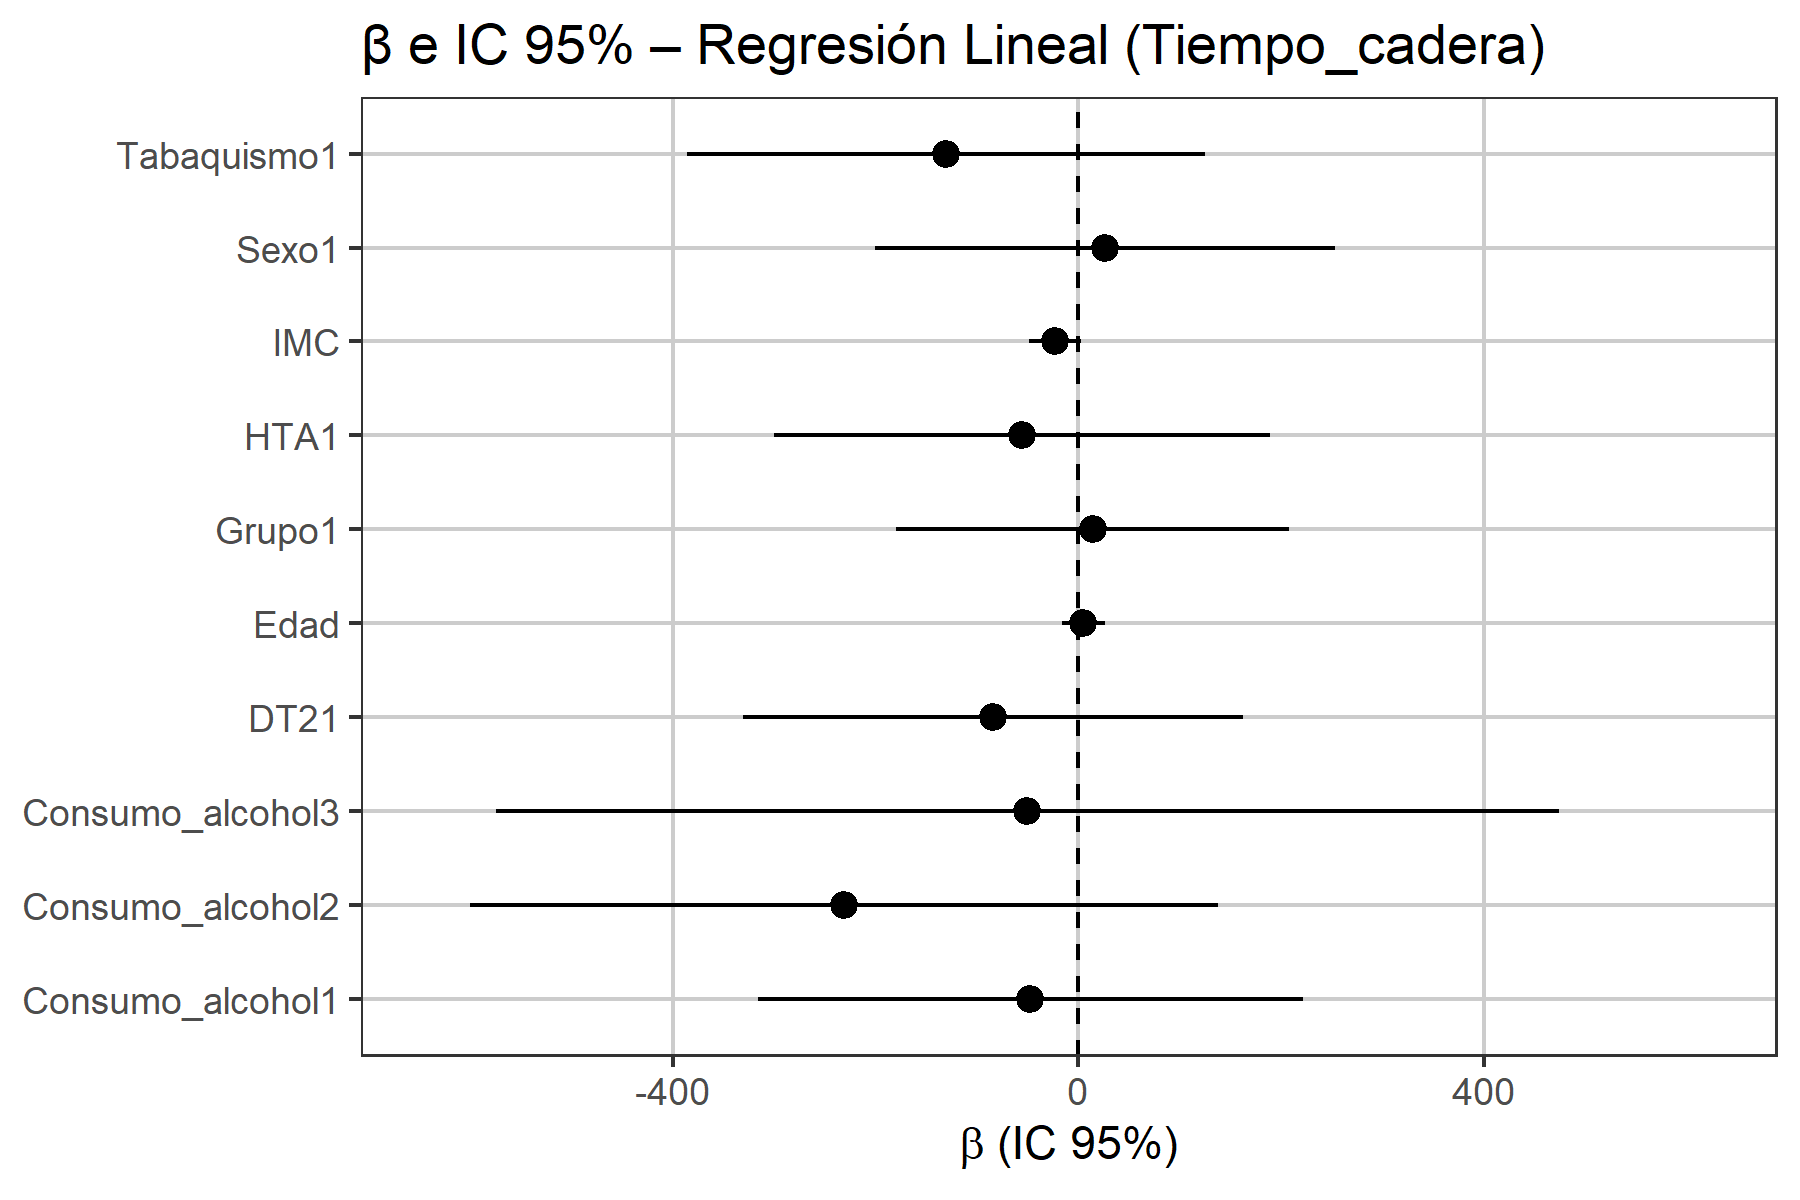 β e IC 95% – Regresión Lineal (Tiempo_cadera)
Tabaquismo1
Sexo1
IMC
HTA1
Grupo1
Edad
DT21
Consumo_alcohol3
Consumo_alcohol2
Consumo_alcohol1
-400 0 400
β (IC 95%)